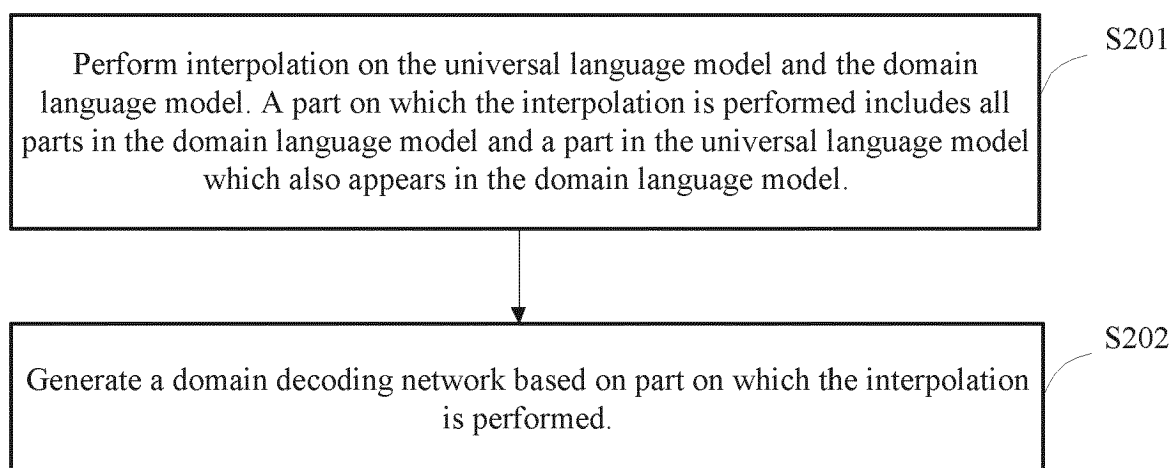 S201
Perform interpolation on the universal language model and the domain
language model. A part on which the interpolation is performed includes all
parts in the domain language model and a part in the universal language model
which also appears in the domain language model.
S202
Generate a domain decoding network based on part on which the interpolation
is performed.